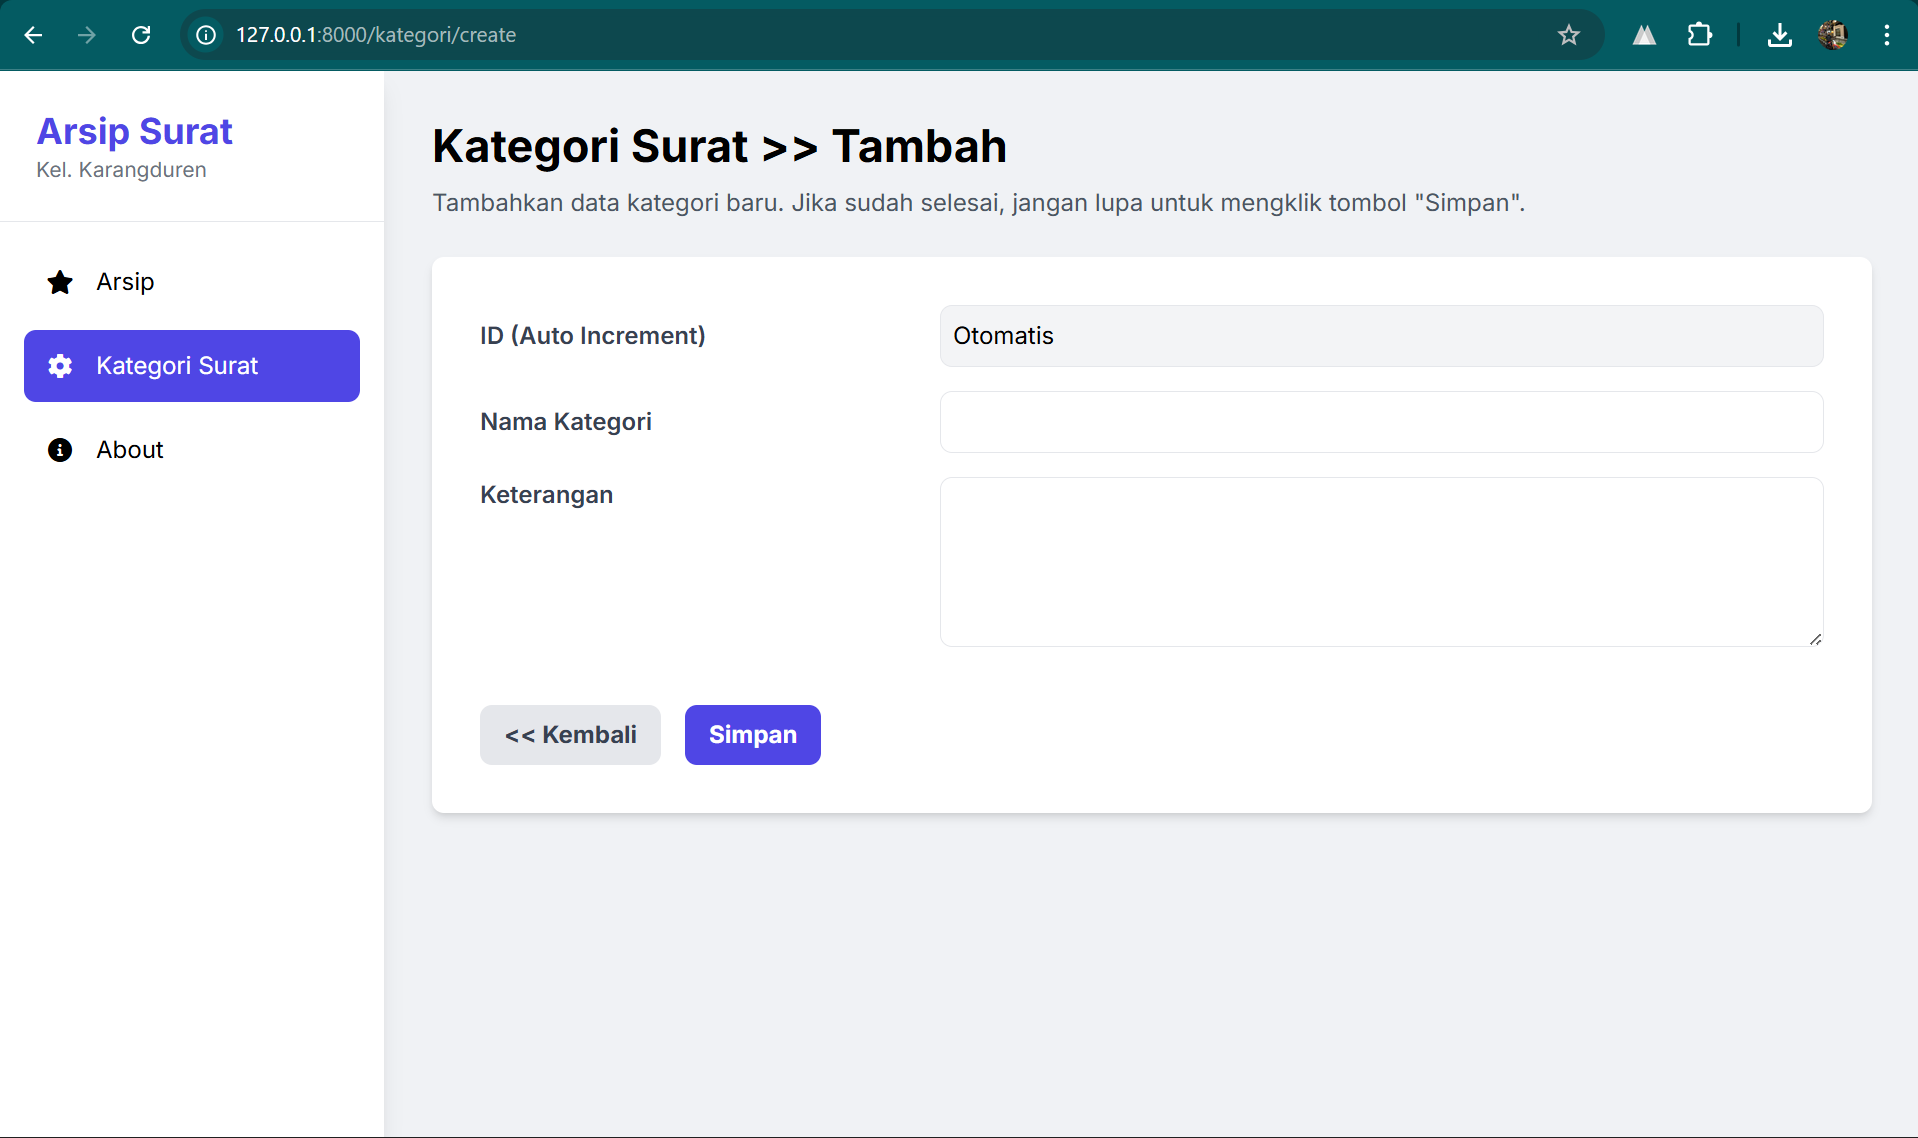 127.0.0.1:8000/kategori/create
Arsip Surat
Kel. Karangduren
Arsip
Kategori Surat
About
Kategori Surat >> Tambah
Tambahkan data kategori baru. Jika sudah selesai, jangan lupa untuk mengklik tombol "Simpan".
ID (Auto Increment)
Otomatis
Nama Kategori
Keterangan
<< Kembali
Simpan